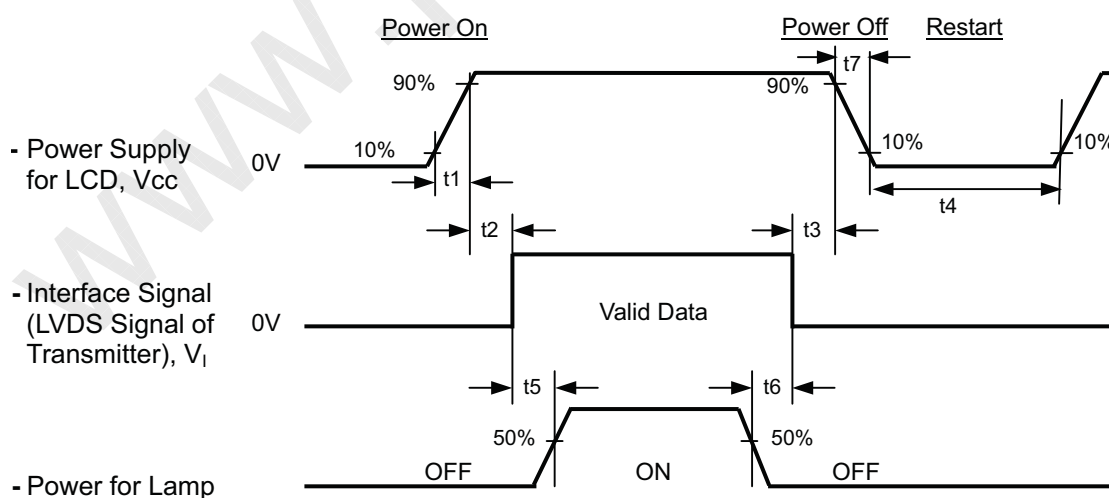 Power On
Power Off
Restart
t7
90%
90%
10%
10%
10%
- Power Supply
for LCD, Vcc
0V
t1
t4
t2
t3
- Interface Signal
(LVDS Signal of
Transmitter), VI
0V
Valid Data
t5
t6
50%
50%
OFF
ON
OFF
- Power for Lamp